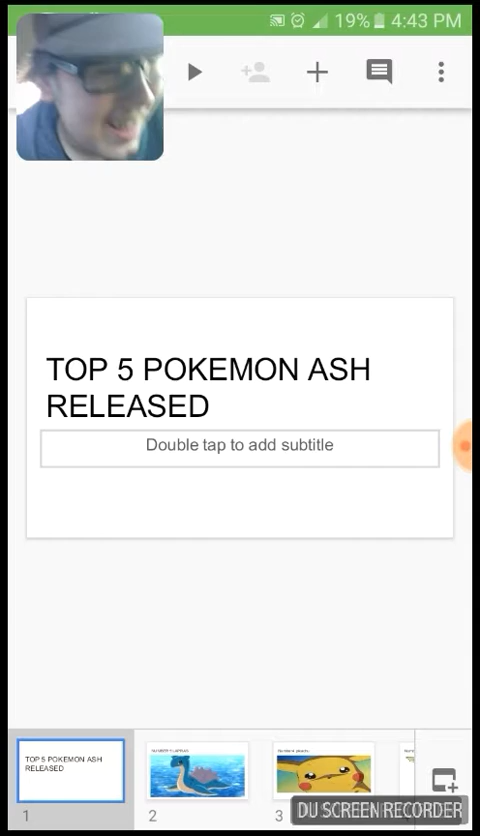 19% 4:43 PM
TOP 5 POKEMON ASH
RELEASED
Double tap to add subtitle
TOP 5 POKEMON ASH
RELEASED
1
2
3
DU SCREEN RECORDER